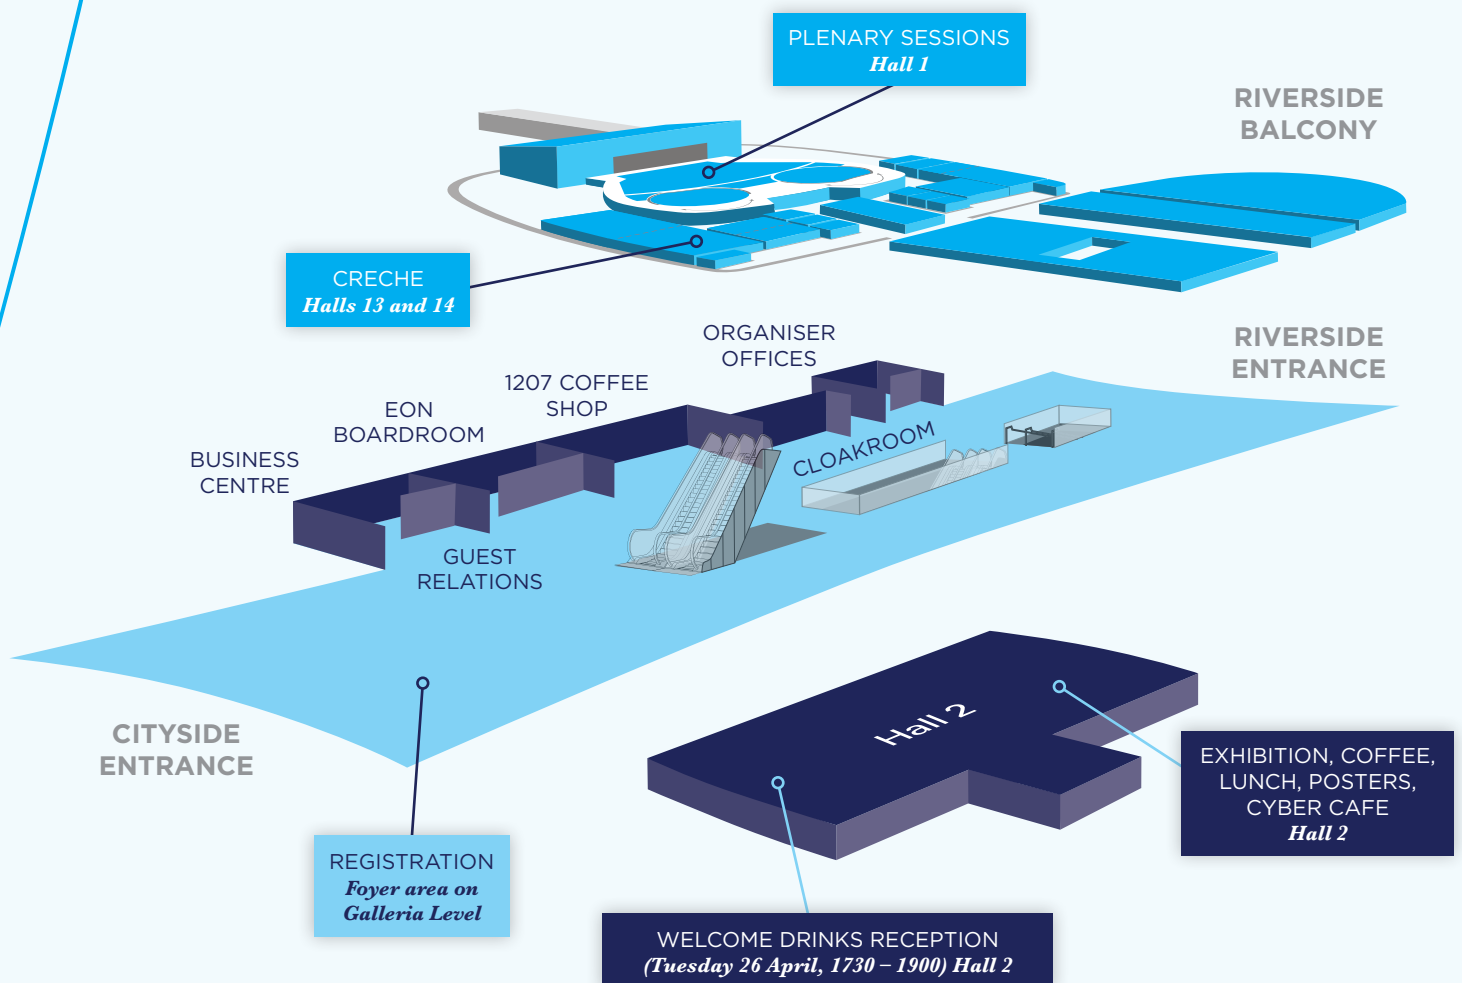 PLENARY SESSIONS
Hall 1
RIVERSIDE
BALCONY
CRECHE
Halls 13 and 14
RIVERSIDE
ENTRANCE
ORGANISER
OFFICES
1207 COFFEE
SHOP
EON
BOARDROOM
BUSINESS
CENTRE
CLOAKROOM
GUEST
RELATIONS
CITYSIDE
ENTRANCE
Hall 2
EXHIBITION, COFFEE,
LUNCH, POSTERS,
CYBER CAFE
Hall 2
REGISTRATION
Foyer area on
Galleria Level
WELCOME DRINKS RECEPTION
(Tuesday 26 April, 1730 – 1900) Hall 2